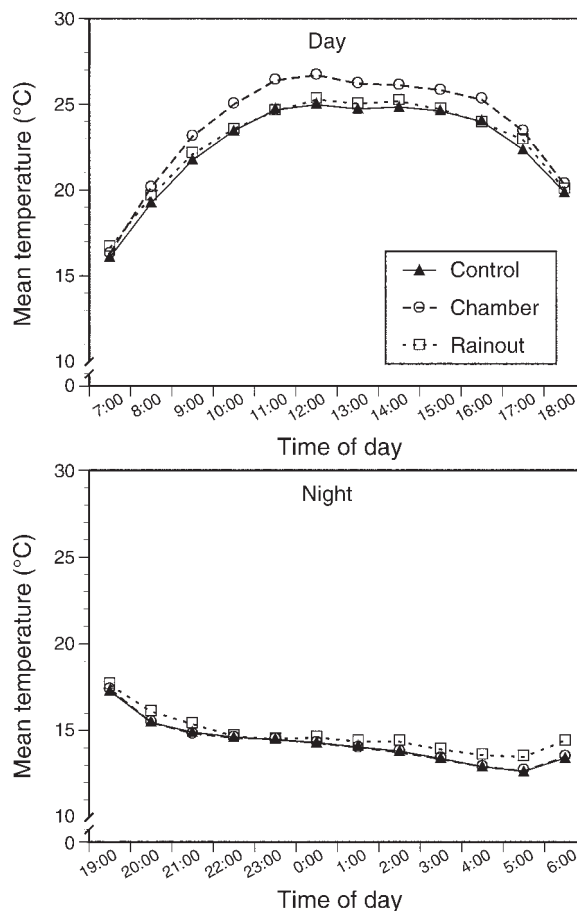 30
Day
25
20
15
10
0
Mean temperature (°C)
Control
Chamber
Rainout
7:00 8:00 9:00 10:00 11:00 12:00 13:00 14:00 15:00 16:00 17:00 18:00
Time of day
30
Night
25
20
15
10
0
Mean temperature (°C)
19:00 20:00 21:00 22:00 23:00 0:00 1:00 2:00 3:00 4:00 5:00 6:00
Time of day